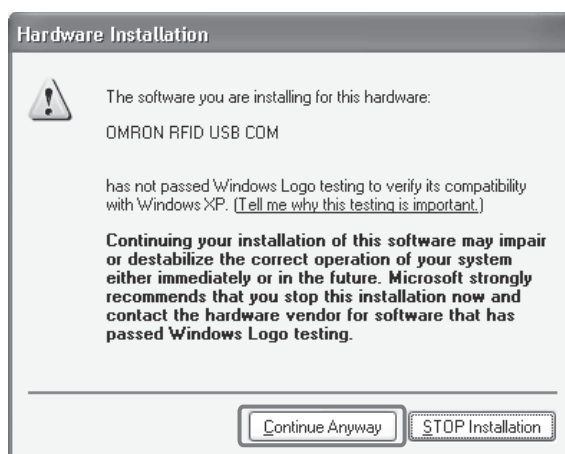 Hardware Installation
The software you are installing for this hardware:
OMRON RFID USB COM
has not passed Windows Logo testing to verify its compatibility
with Windows XP. (Tell me why this testing is important.)
Continuing your installation of this software may impair
or destabilize the correct operation of your system
either immediately or in the future. Microsoft strongly
recommends that you stop this installation now and
contact the hardware vendor for software that has
passed Windows Logo testing.
Continue Anyway
STOP Installation